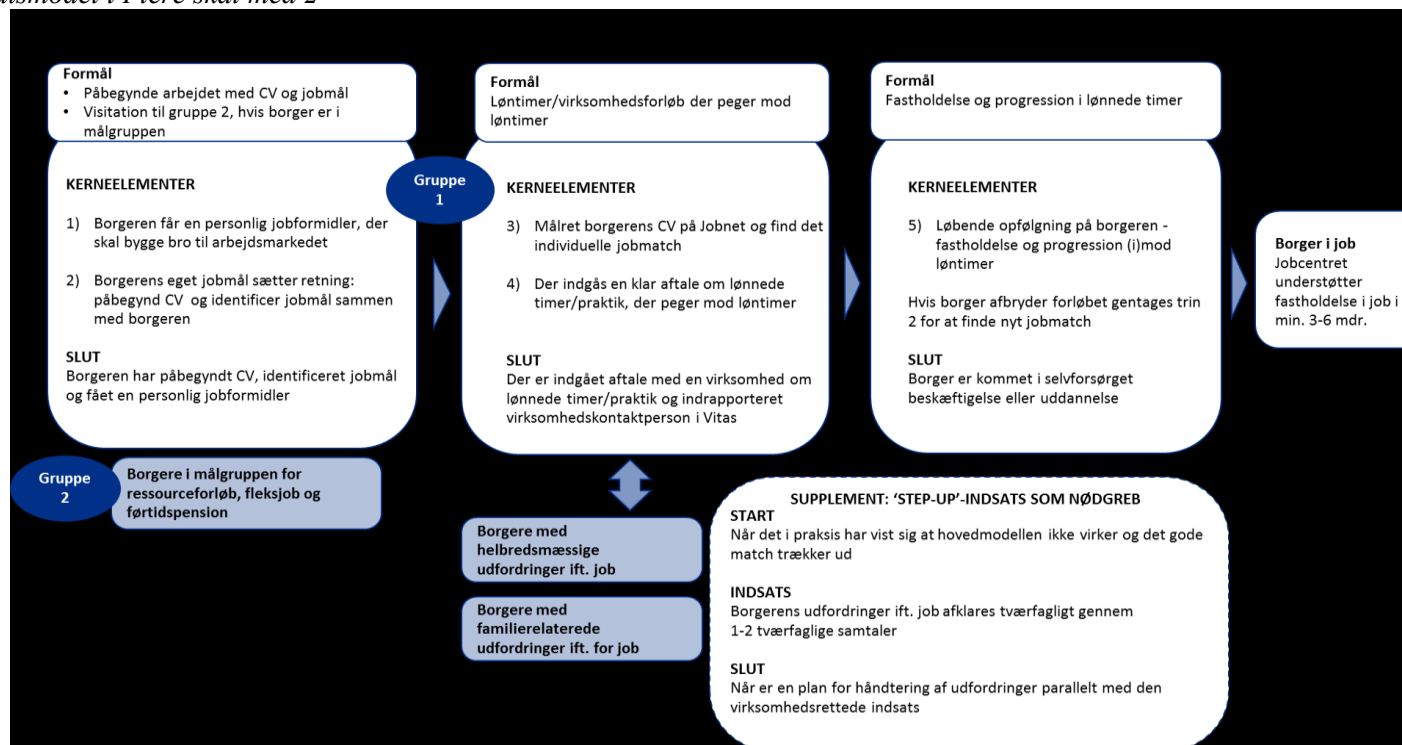 Flere skal med 2
Formål
• Påbegynde arbejdet med CV og jobmål
• Visitation til gruppe 2, hvis borger er i
målgruppen
KERNEELEMENTER
1) Borgeren får en personlig jobformidler, der
skal bygge bro til arbejdsmarkedet
2) Borgerens eget jobmål sætter retning:
påbegynd CV og identificer jobmål sammen
med borgeren
SLUT
Borgeren har påbegyndt CV, identificeret jobmål
og fået en personlig jobformidler
Gruppe
1
Formål
Løntimer/virksomhedsforløb der peger mod
løntimer
KERNEELEMENTER
3) Målret borgerens CV på Jobnet og find det
individuelle jobmatch
4) Der indgås en klar aftale om lønnede
timer/praktik, der peger mod løntimer
SLUT
Der er indgået aftale med en virksomhed om
lønnede timer/praktik og indrapporteret
virksomhedskontaktperson i Vitas
Formål
Fastholdelse og progression i lønnede timer
KERNEELEMENTER
5) Løbende opfølgning på borgeren -
fastholdelse og progression (i)mod
løntimer
Hvis borger afbryder forløbet gentages trin
2 for at finde nyt jobmatch
SLUT
Borger er kommet i selvforsørget
beskæftigelse eller uddannelse
Borger i job
Jobcentret
understøtter
fastholdelse i job i
min. 3-6 mdr.
Gruppe
2
Borgere i målgruppen for
ressourceforløb, fleksjob og
førtidspension
Borgere med
helbredsmæssige
udfordringer ift. job
Borgere med
familierelaterede
udfordringer ift. for job
SUPPLEMENT: ‘STEP-UP’-INDSATS SOM NØDGREB
START
Når det i praksis har vist sig at hovedmodellen ikke virker og det gode
match trækker ud
INDSATS
Borgerens udfordringer ift. job afklares tværfagligt gennem
1-2 tværfaglige samtaler
SLUT
Når er en plan for håndtering af udfordringer parallelt med den
virksomhedsrettede indsats